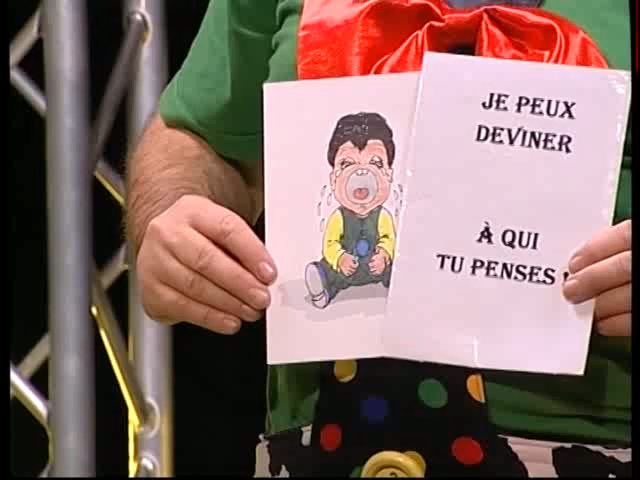 JE PEUX
DEVINER
À QUI
TU PENSES !